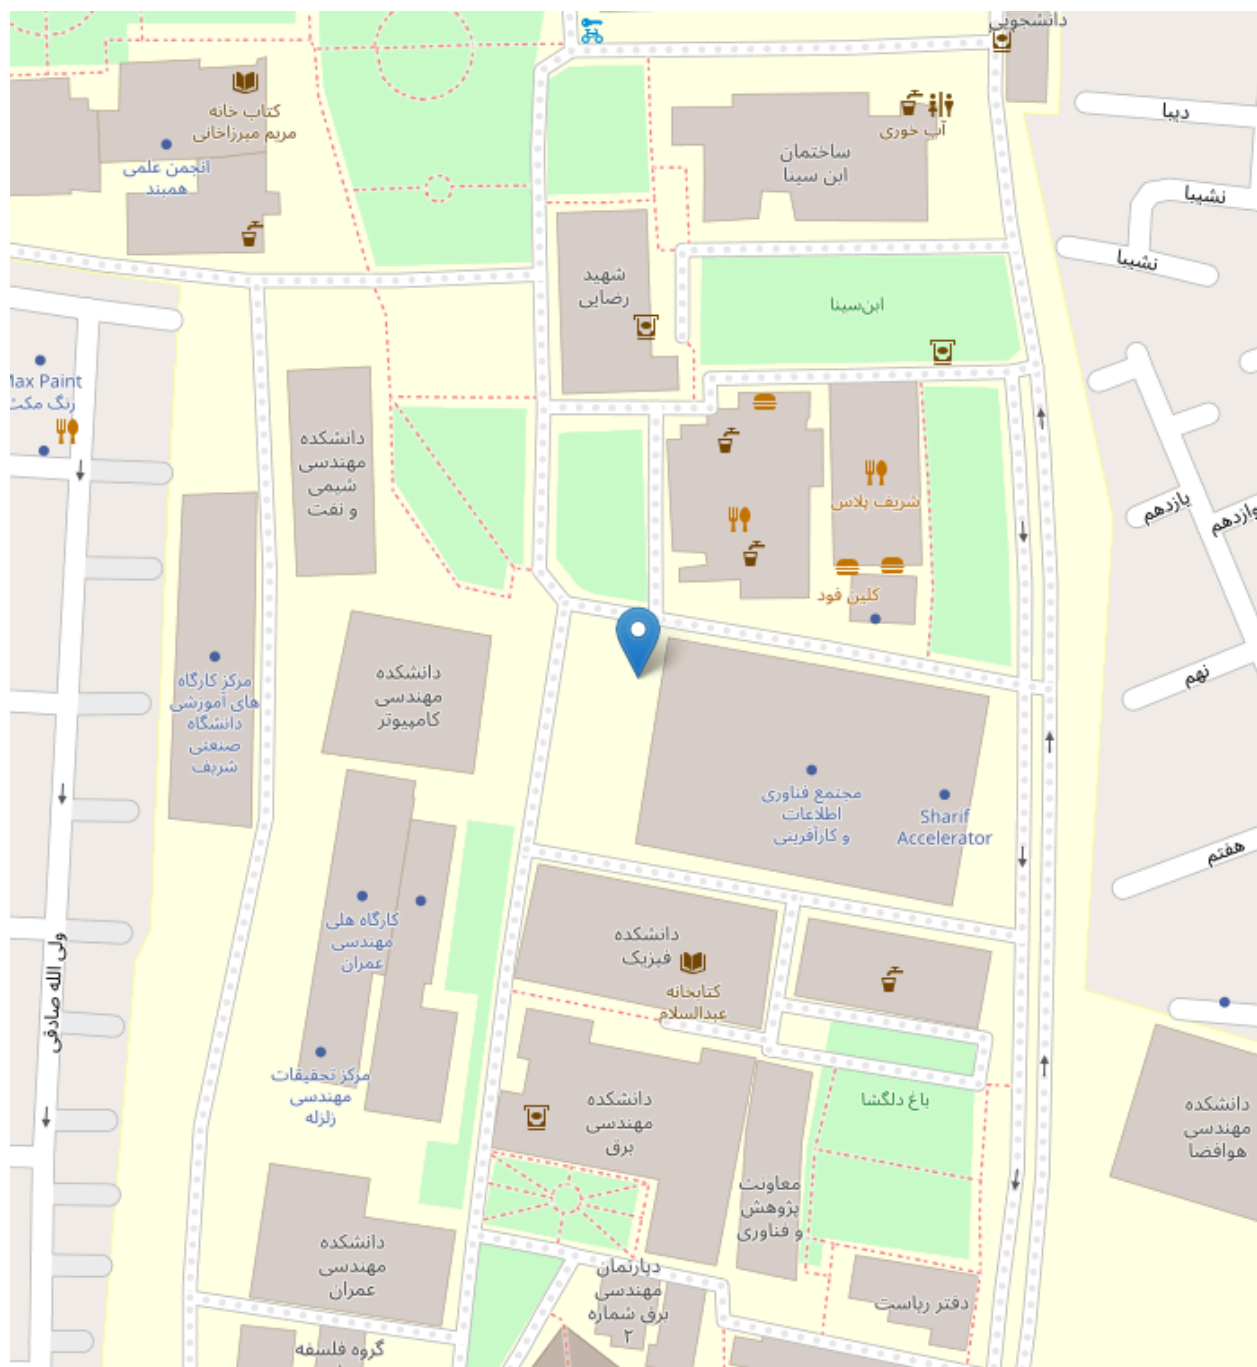 دانشجویی
کتاب خانه
مریم میرزاخانی
انجمن علمی
همبند
آب خوری
ساختمان
ابن سینا
دیبا
نشیبا
نشیبا
شهید
رضایی
ابن‌سینا
Max Paint
رنگ مکث
دانشکده
مهندسی
شیمی
و نفت
شریف پلاس
یازدهم
وازدهم
کلین فود
نهم
مرکز کارگاه
های آموزشی
دانشگاه
صنعتی
شریف
دانشکده
مهندسی
کامپیوتر
مجتمع فناوری
اطلاعات
و کارآفرینی
Sharif
Accelerator
هفتم
کارگاه هلی
مهندسی
عمران
دانشکده
فیزیک
کتابخانه
عبدالسلام
ولی الله صادقی
مرکز تحقیقات
مهندسی
زلزله
دانشکده
مهندسی
برق
باغ دلگشا
دانشکده
مهندسی
هوافضا
معاونت
پژوهش
و فناوری
دانشکده
مهندسی
عمران
دپارتمان
مهندسی
برق شماره
۲
دفتر ریاست
گروه فلسفه